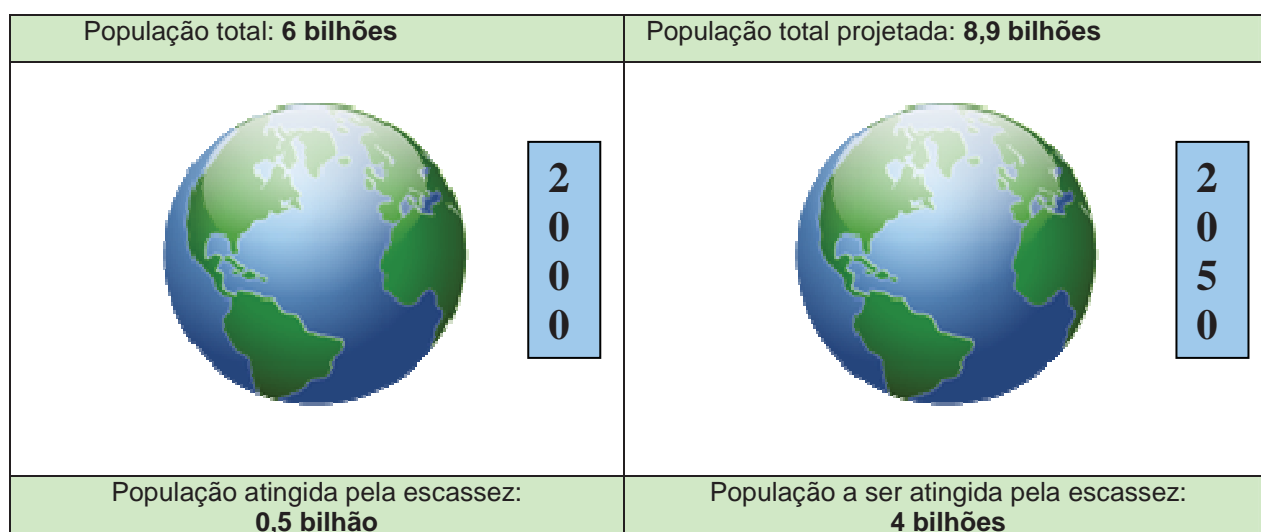 População total: 6 bilhões
População total projetada: 8,9 bilhões
2
0
0
0
2
0
5
0
População atingida pela escassez:
0,5 bilhão
População a ser atingida pela escassez:
4 bilhões